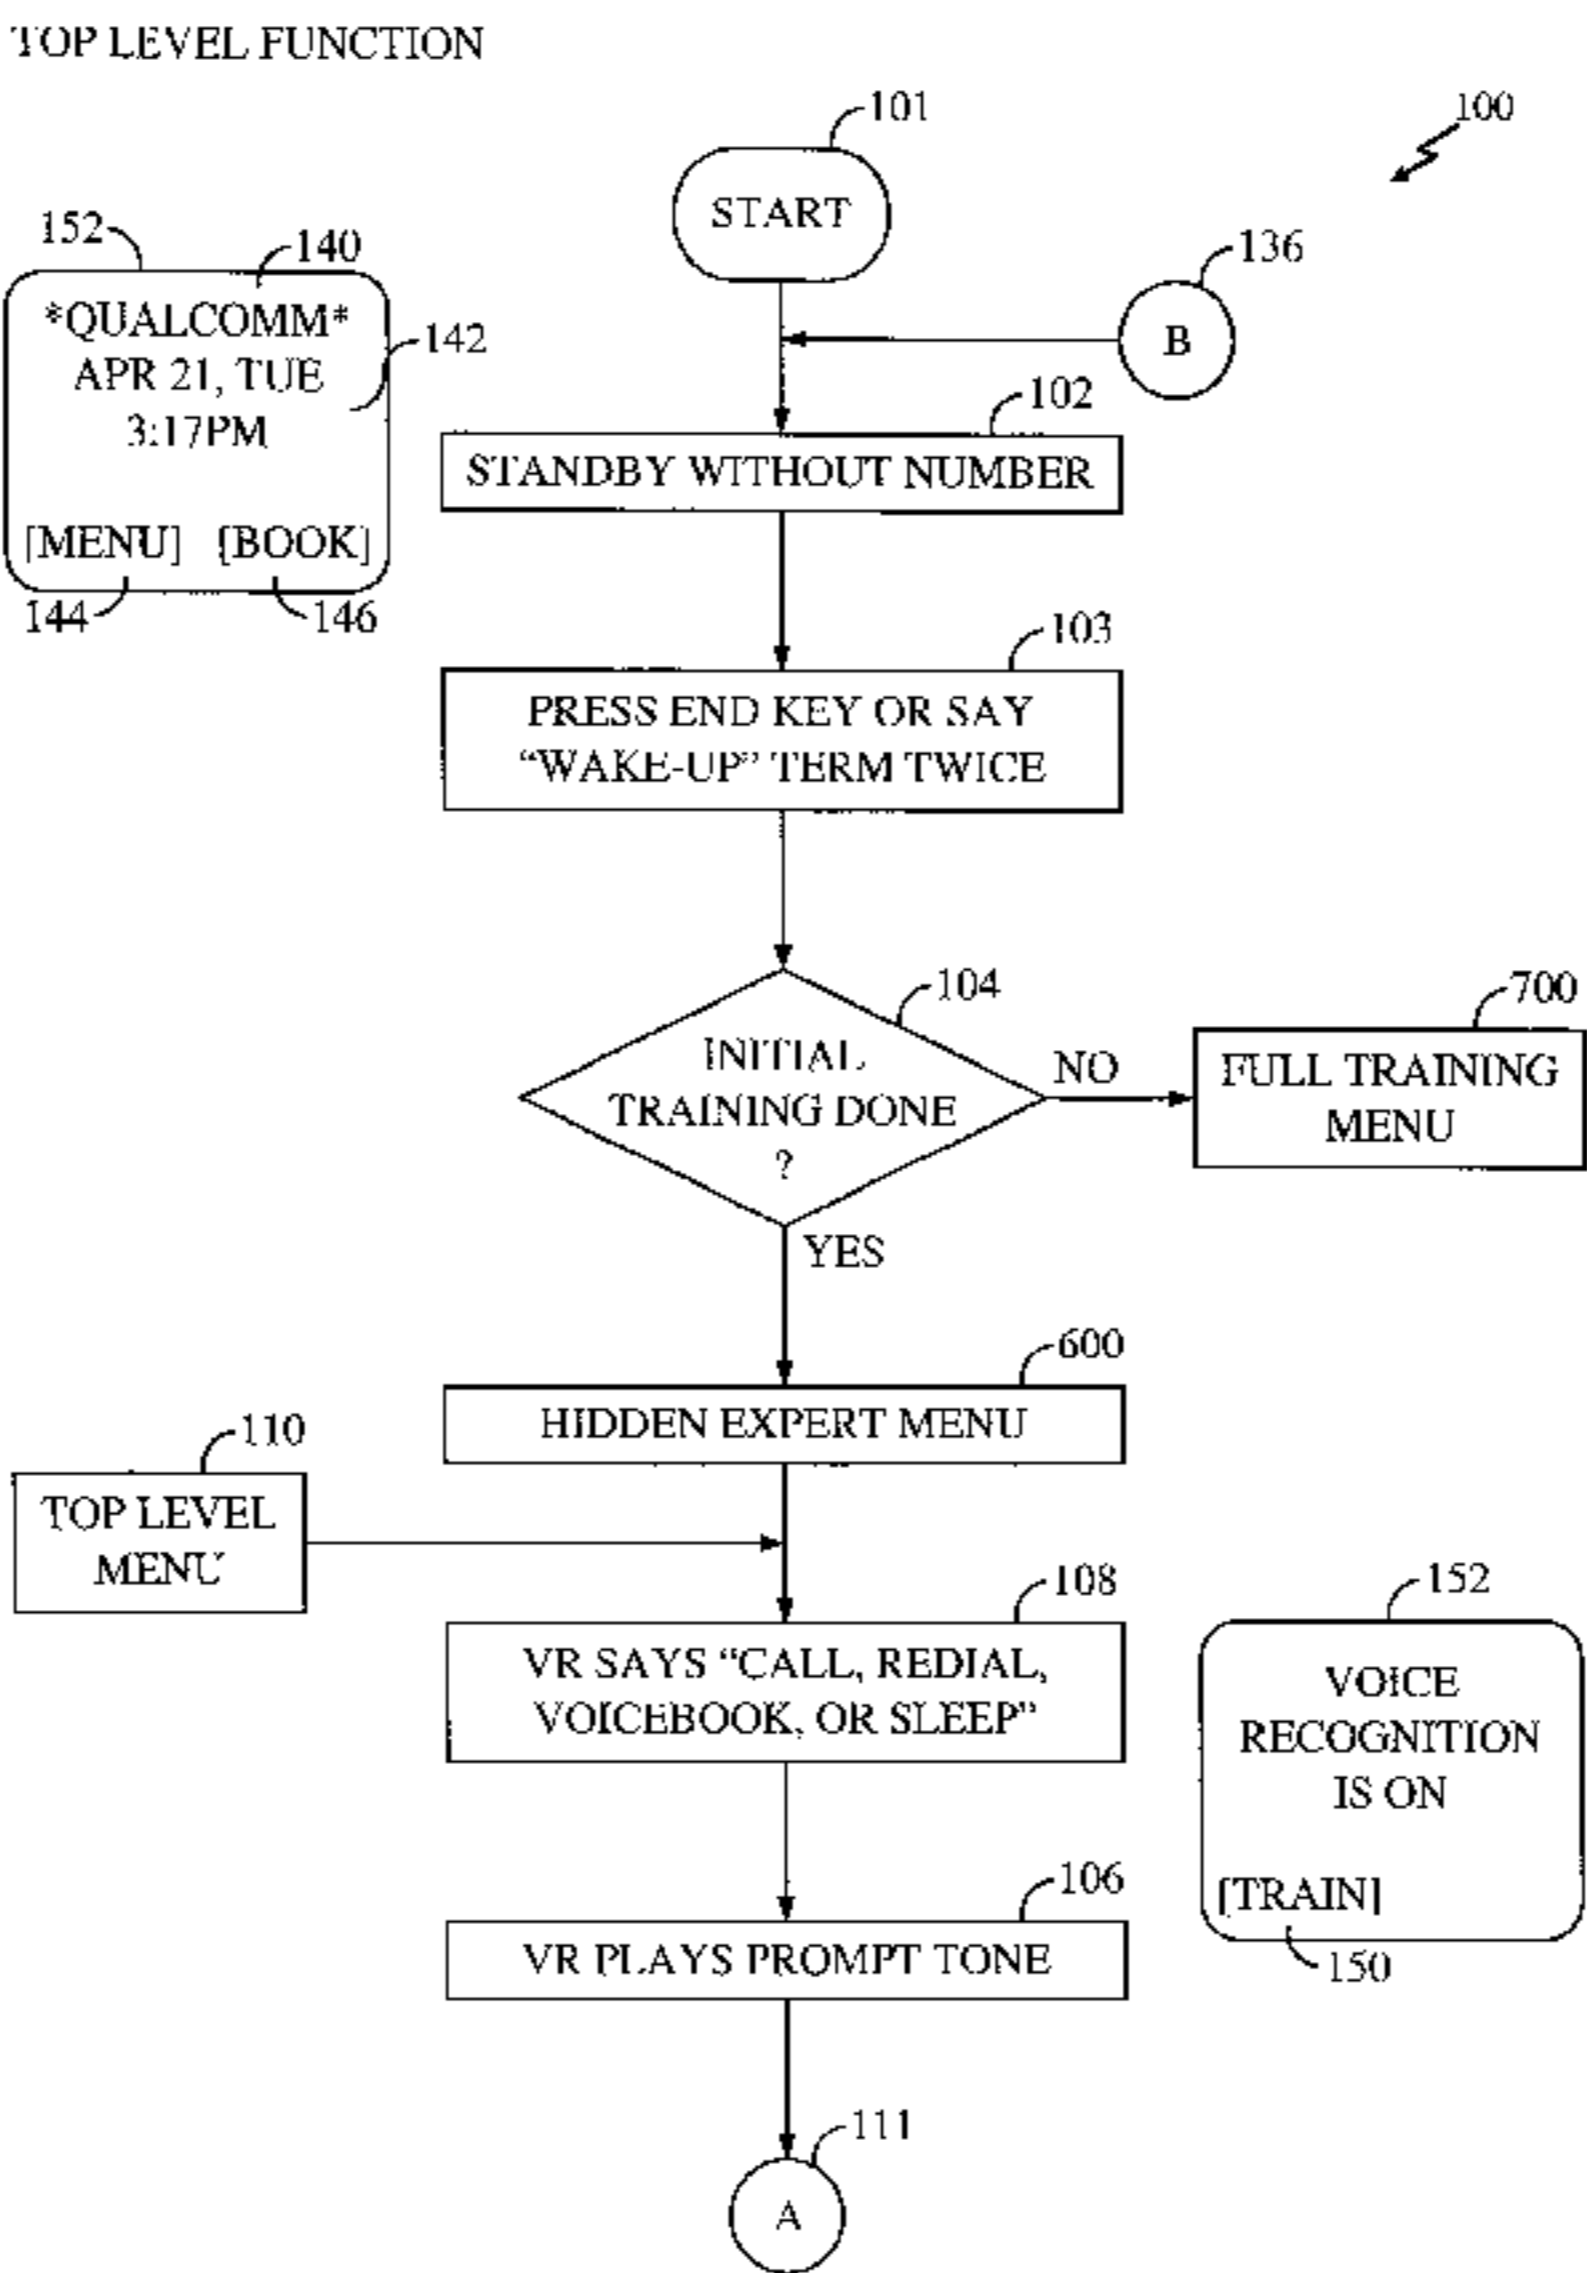 TOP LEVEL FUNCTION
101
100
START
152
140
136
*QUALCOMM*
APR 21, TUE
3:17PM
142
B
102
STANDBY WITHOUT NUMBER
[MENU] [BOOK]
144
146
103
PRESS END KEY OR SAY
“WAKE-UP” TERM TWICE
104
700
INITIAL
TRAINING DONE
?
NO
FULL TRAINING
MENU
YES
600
HIDDEN EXPERT MENU
110
TOP LEVEL
MENU
108
152
VR SAYS “CALL, REDIAL,
VOICEBOOK, OR SLEEP”
VOICE
RECOGNITION
IS ON
[TRAIN]
150
106
VR PLAYS PROMPT TONE
111
A